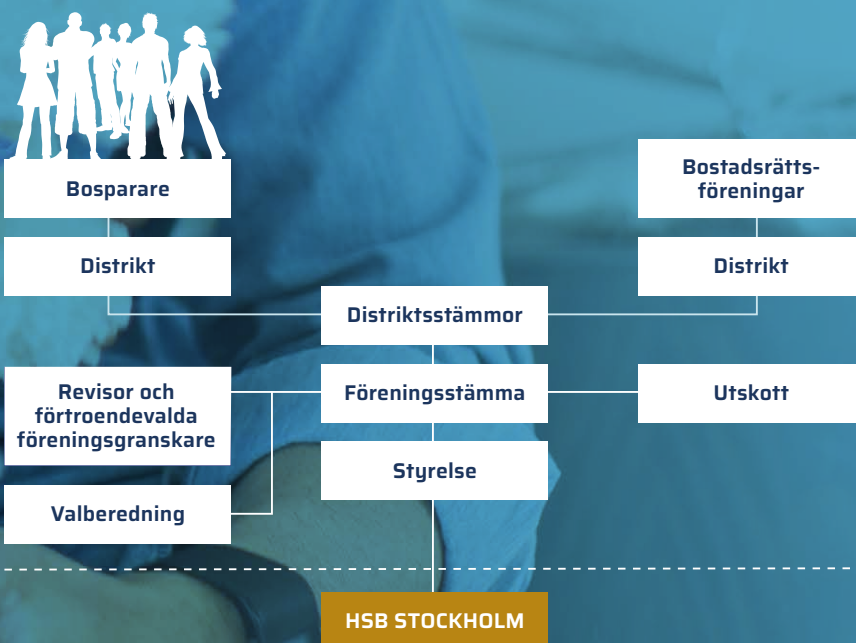 Bosparare
Bostadsrätts-
föreningar
Distrikt
Distrikt
Distriktsstämmor
Revisor och
förtroendevalda
föreningsgranskare
Föreningsstämma
Utskott
Styrelse
Valberedning
HSB STOCKHOLM